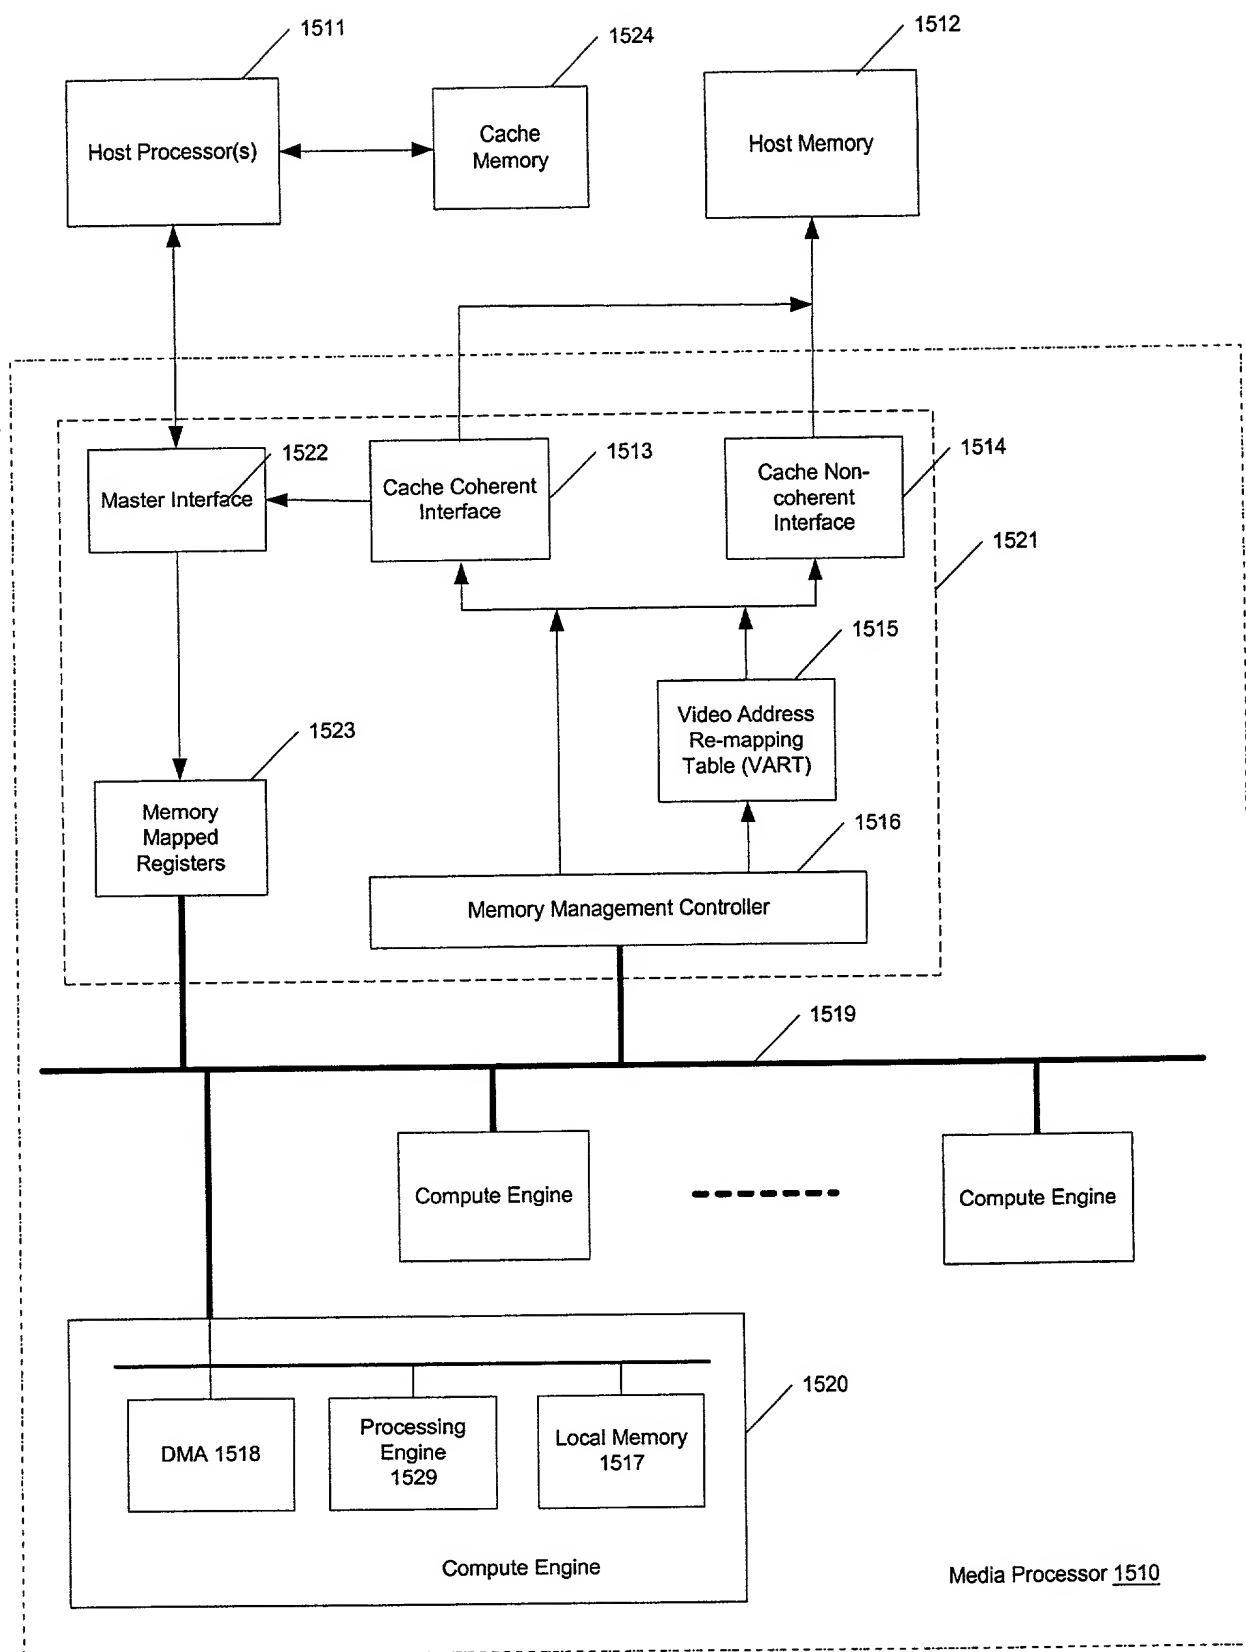 1511
1524
1512
Host Processor(s)
Cache
Memory
Host Memory
1522
1513
1514
Master Interface
Cache Coherent
Interface
Cache Non-
coherent
Interface
1521
1515
Video Address
Re-mapping
Table (VART)
1523
Memory
Mapped
Registers
1516
Memory Management Controller
1519
Compute Engine
Compute Engine
1520
DMA 1518
Processing
Engine
1529
Local Memory
1517
Compute Engine
Media Processor 1510